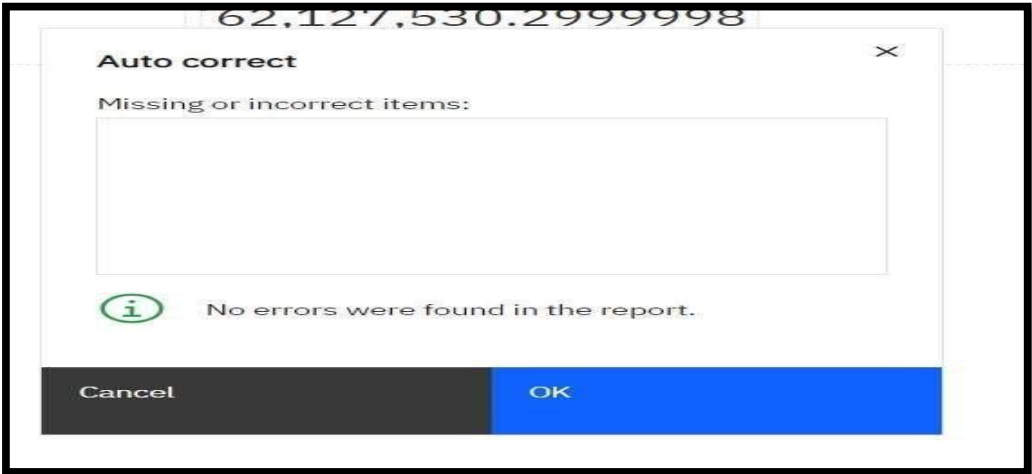 62,127,530.2999998
Auto correct
Missing or incorrect items:
No errors were found in the report.
Cancel
OK